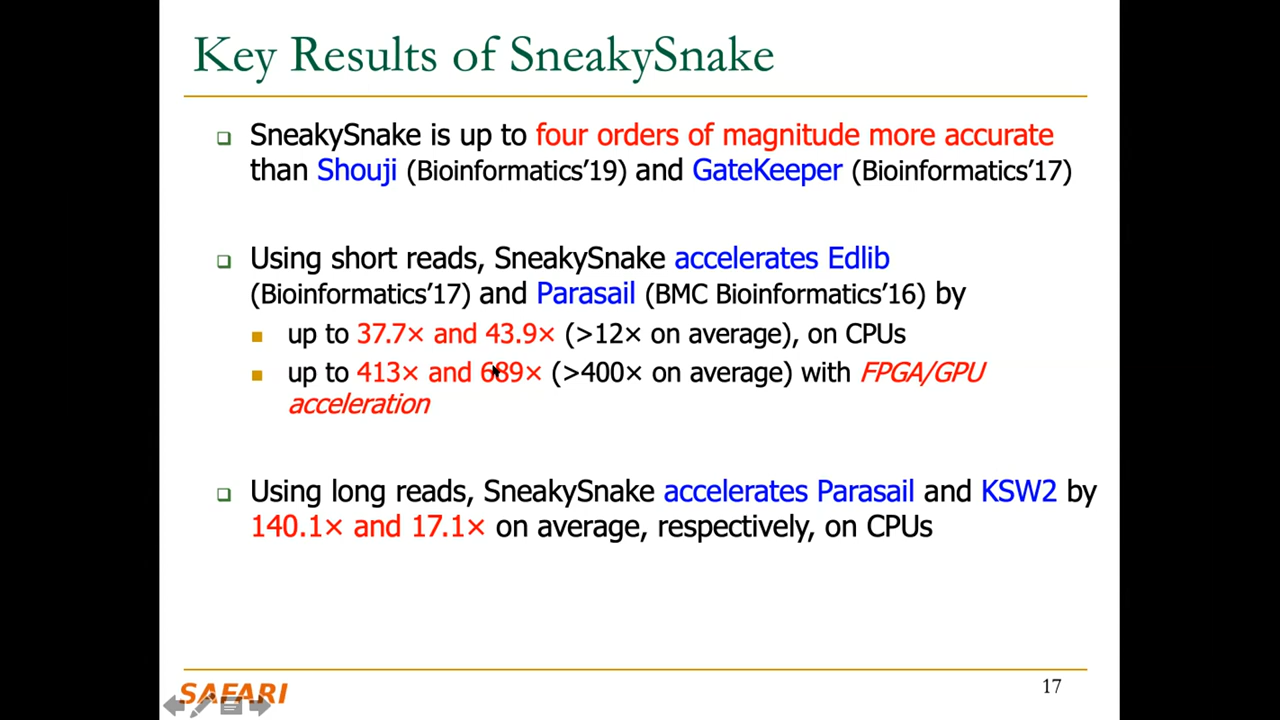 Key Results of SneakySnake
SneakySnake is up to four orders of magnitude more accurate
than Shouji (Bioinformatics’19) and GateKeeper (Bioinformatics’17)
Using short reads, SneakySnake accelerates Edlib
(Bioinformatics’17) and Parasail (BMC Bioinformatics’16) by
up to 37.7× and 43.9× (>12× on average), on CPUs
up to 413× and 689× (>400× on average) with FPGA/GPU
acceleration
Using long reads, SneakySnake accelerates Parasail and KSW2 by
140.1× and 17.1× on average, respectively, on CPUs
SAFARI
17